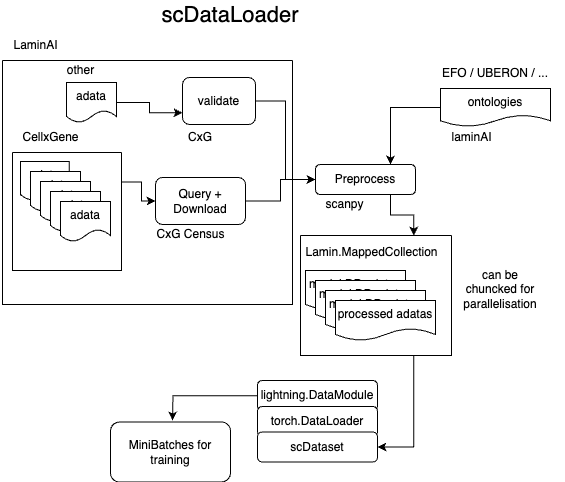 scDataLoader
LaminAI
other
adata
validate
CxG
EFO / UBERON / ...
ontologies
laminAI
CellxGene
adata
Query +
Download
CxG Census
Preprocess
scanpy
Lamin.MappedCollection
processed adatas
can be
chuncked for
parallelisation
lightning.DataModule
torch.DataLoader
scDataset
MiniBatches for
training